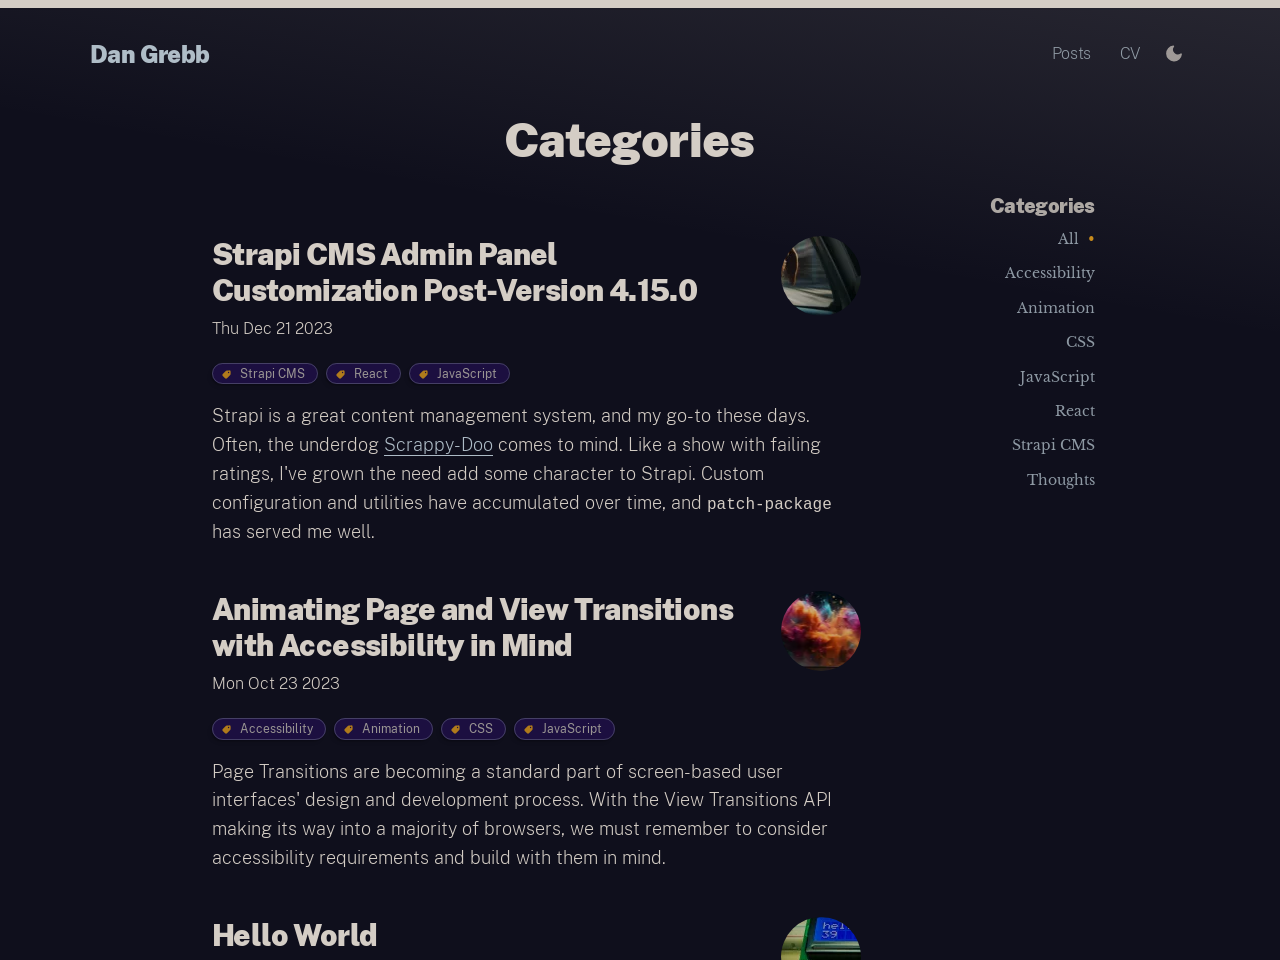 Dan Grebb
Posts
CV
Categories
Strapi CMS Admin Panel
Customization Post-Version 4.15.0
Thu Dec 21 2023
Strapi CMS
React
JavaScript
Strapi is a great content management system, and my go-to these days.
Often, the underdog Scrappy-Doo comes to mind. Like a show with failing
ratings, I've grown the need add some character to Strapi. Custom
configuration and utilities have accumulated over time, and patch-package
has served me well.
Animating Page and View Transitions
with Accessibility in Mind
Mon Oct 23 2023
Accessibility
Animation
CSS
JavaScript
Page Transitions are becoming a standard part of screen-based user
interfaces' design and development process. With the View Transitions API
making its way into a majority of browsers, we must remember to consider
accessibility requirements and build with them in mind.
Hello World
39
Categories
All •
Accessibility
Animation
CSS
JavaScript
React
Strapi CMS
Thoughts